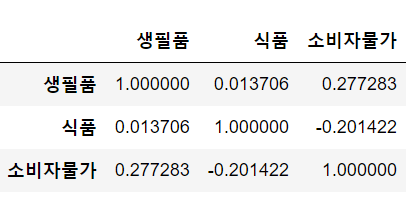 생필품 식품 소비자물가
생필품 1.000000 0.013706 0.277283
식품 0.013706 1.000000 -0.201422
소비자물가 0.277283 -0.201422 1.000000